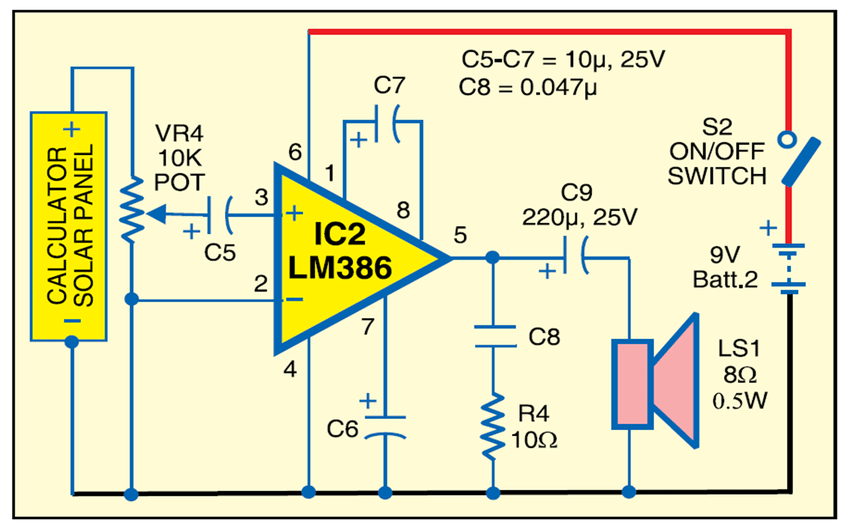 C5-C7 = 10µ, 25V
C8 = 0.047µ
C7
+
S2
ON/OFF
SWITCH
VR4
10K
POT
+
CALCULATOR
SOLAR PANEL
−
6
1
3
+
C5
+
IC2
LM386
8
5
2
−
7
4
C9
220µ, 25V
+
+
9V
Batt.2
C8
+
C6
R4
10Ω
LS1
8Ω
0.5W